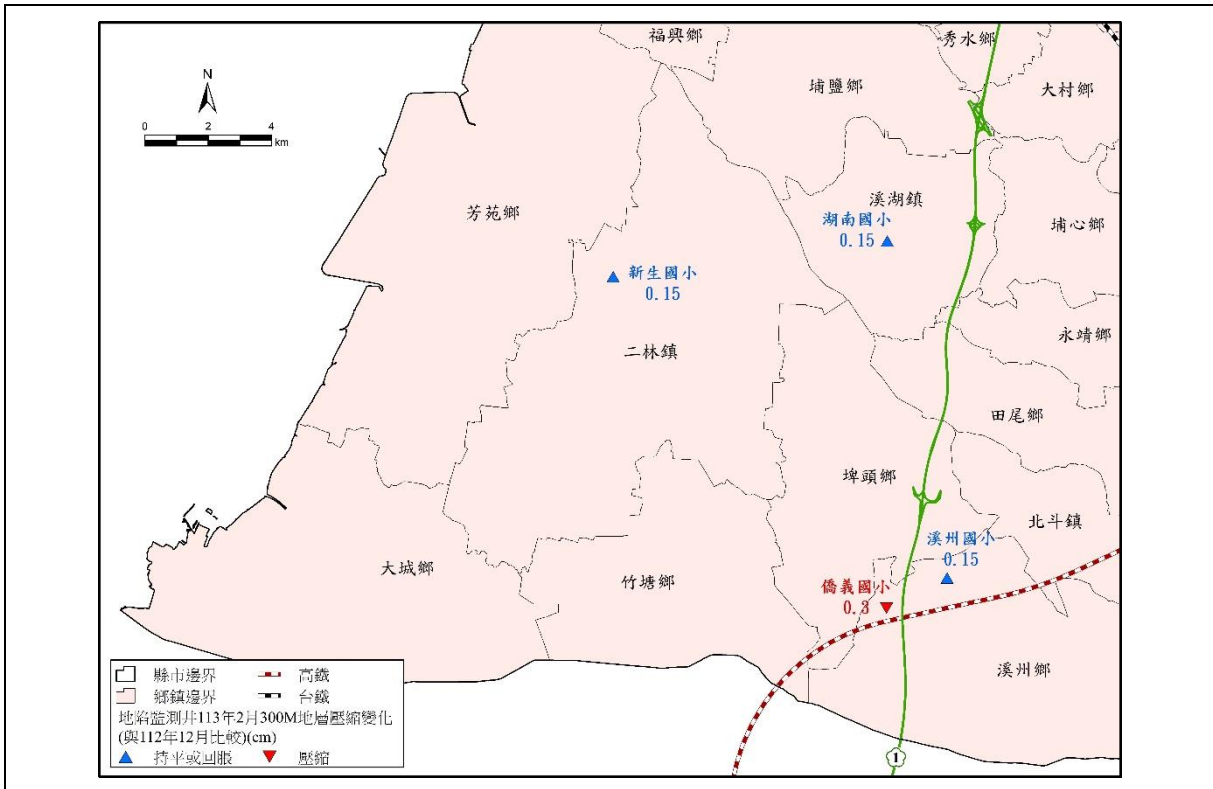 福興鄉
秀水鄉
埔鹽鄉
大村鄉
N
0 2 4
km
芳苑鄉
溪湖鎮
湖南國小
0.15
埔心鄉
新生國小
0.15
永靖鄉
二林鎮
田尾鄉
埤頭鄉
北斗鎮
溪州國小
0.15
大城鄉
竹塘鄉
僑義國小
0.3
溪州鄉
縣市邊界 高鐵
鄉鎮邊界 台鐵
地陷監測井113年2月300M地層壓縮變化
(與112年12月比較)(cm)
持平或回脹 壓縮
1